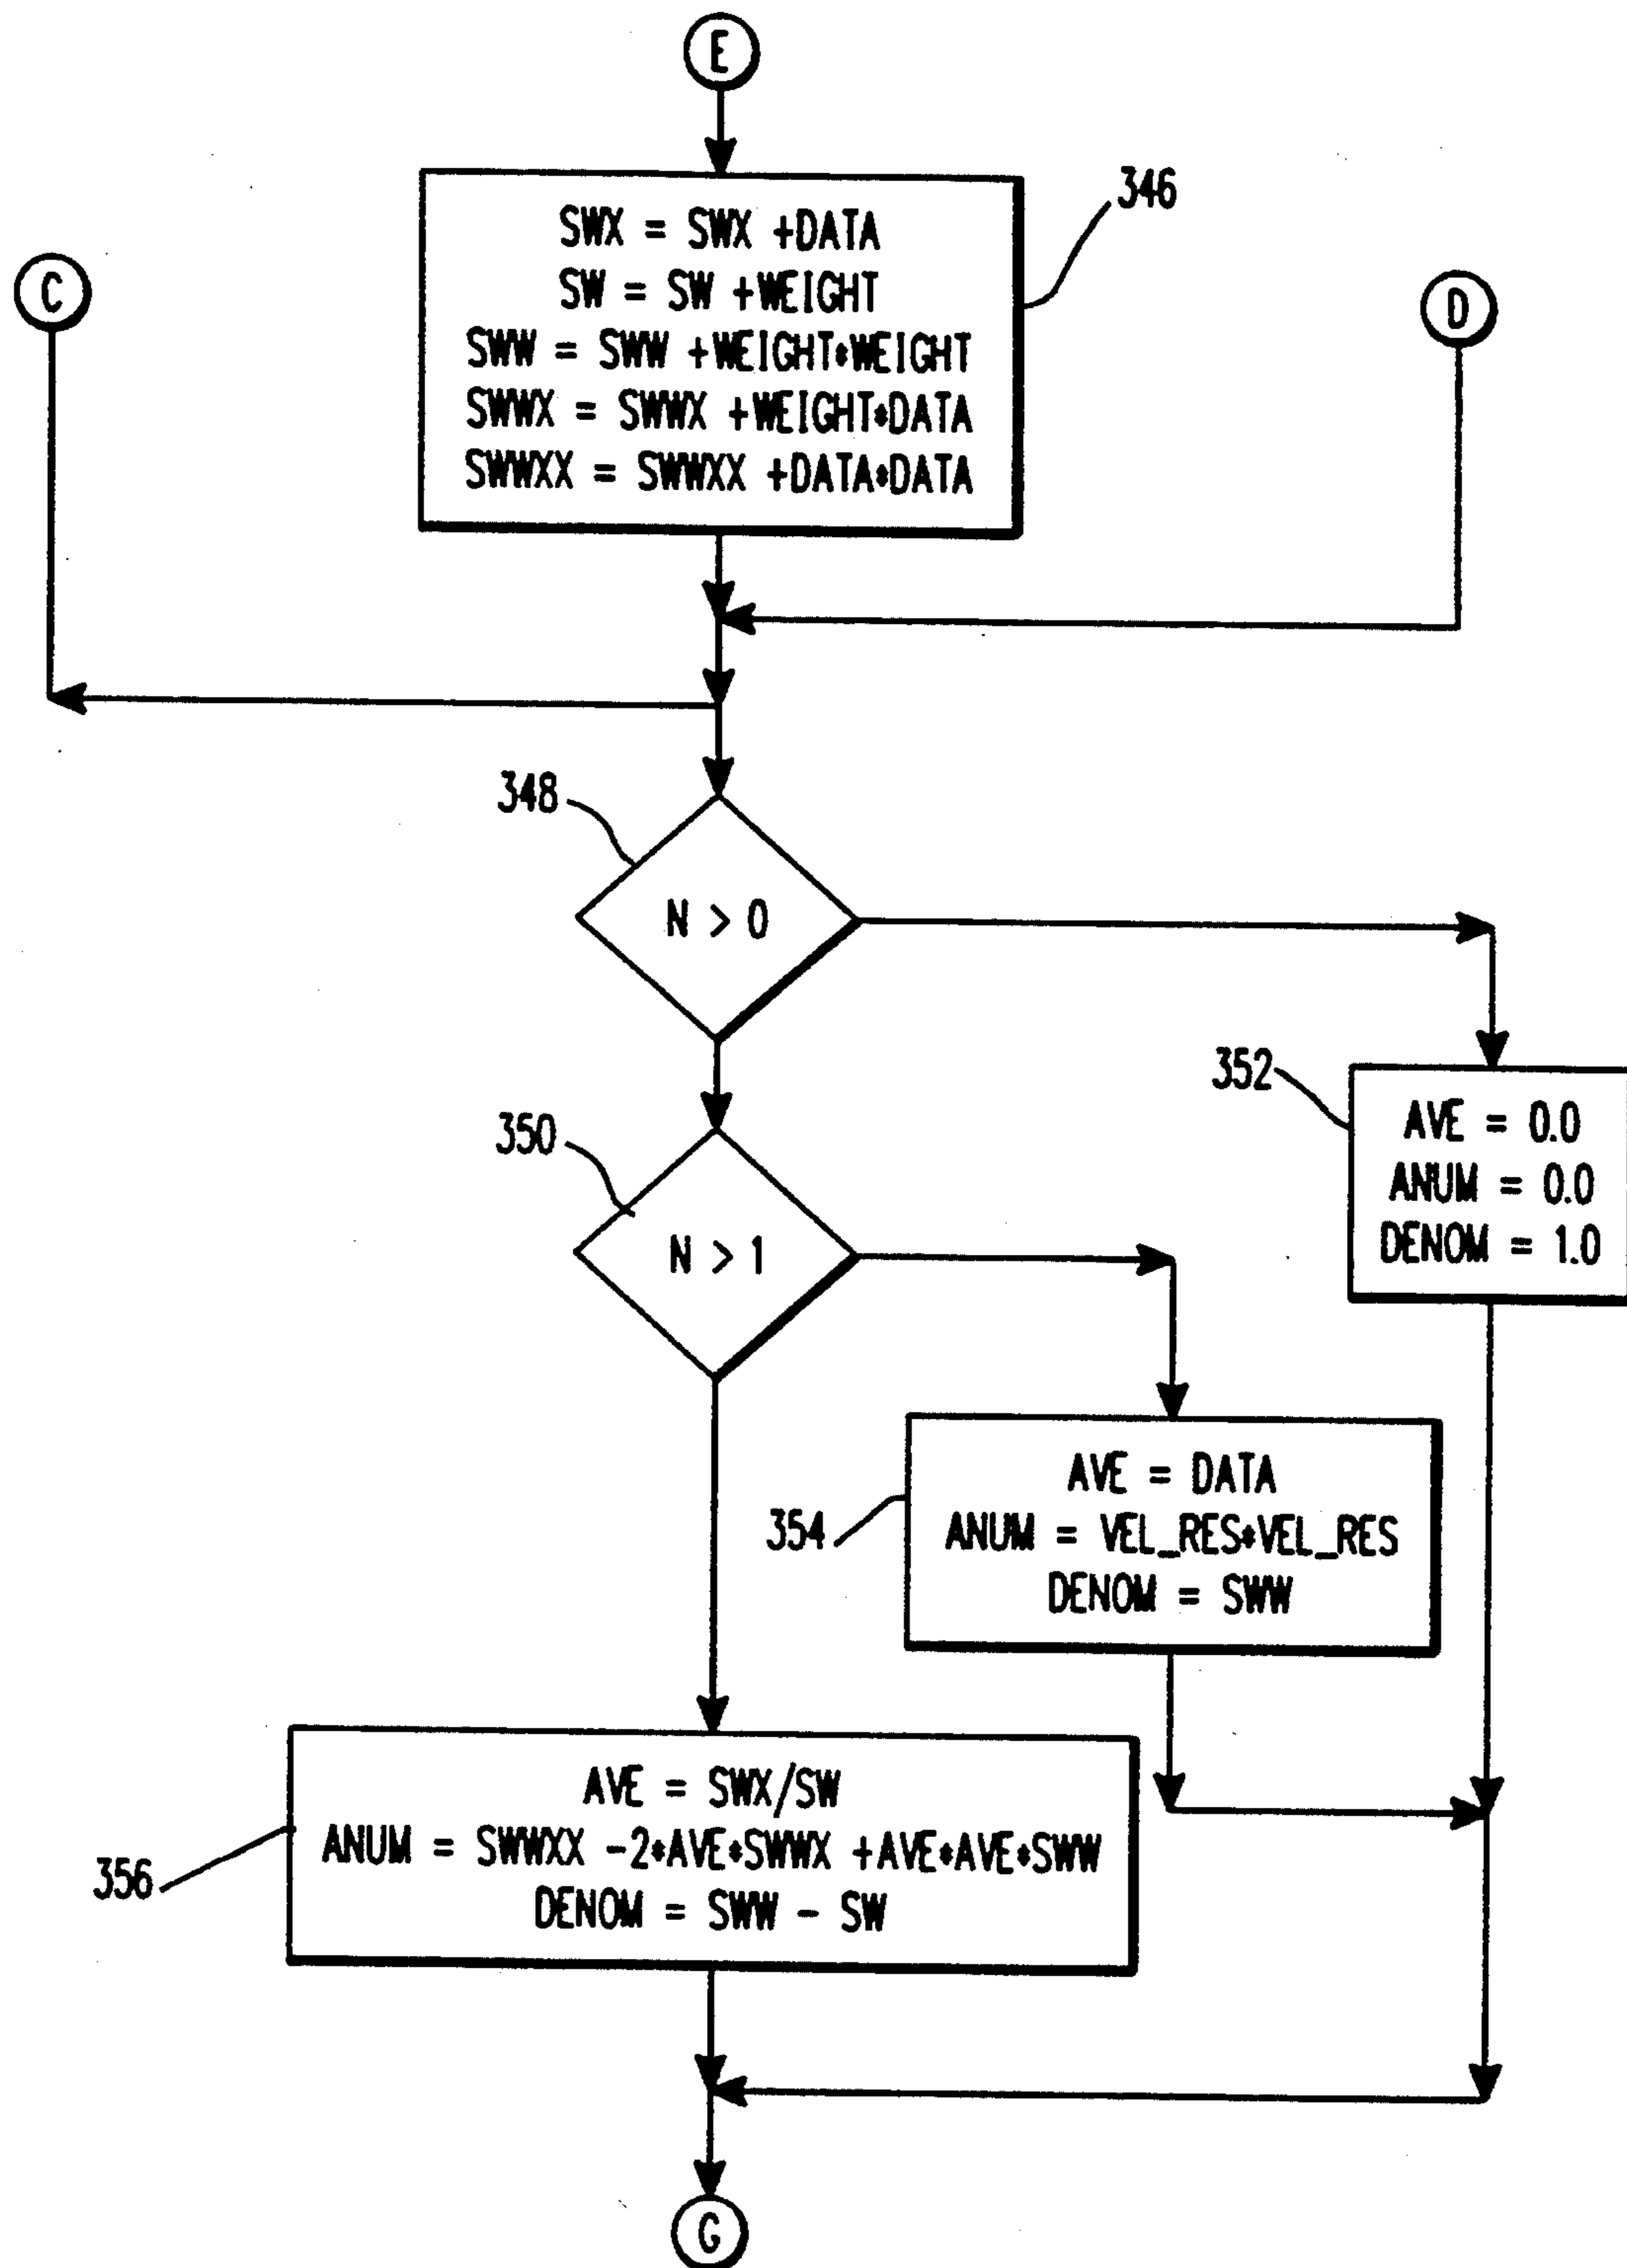 E
346
SWX = SWX +DATA
SW = SW +WEIGHT
SWW = SWW +WEIGHT*WEIGHT
SWWX = SWWX +WEIGHT*DATA
SWWXX = SWWXX +DATA*DATA
C
D
348
N > 0
352
AVE = 0.0
ANUM = 0.0
DENOM = 1.0
350
N > 1
354
AVE = DATA
ANUM = VEL_RES*VEL_RES
DENOM = SWW
356
AVE = SWX/SW
ANUM = SWWXX -2*AVE*SWWX +AVE*AVE*SWW
DENOM = SWW - SW
G